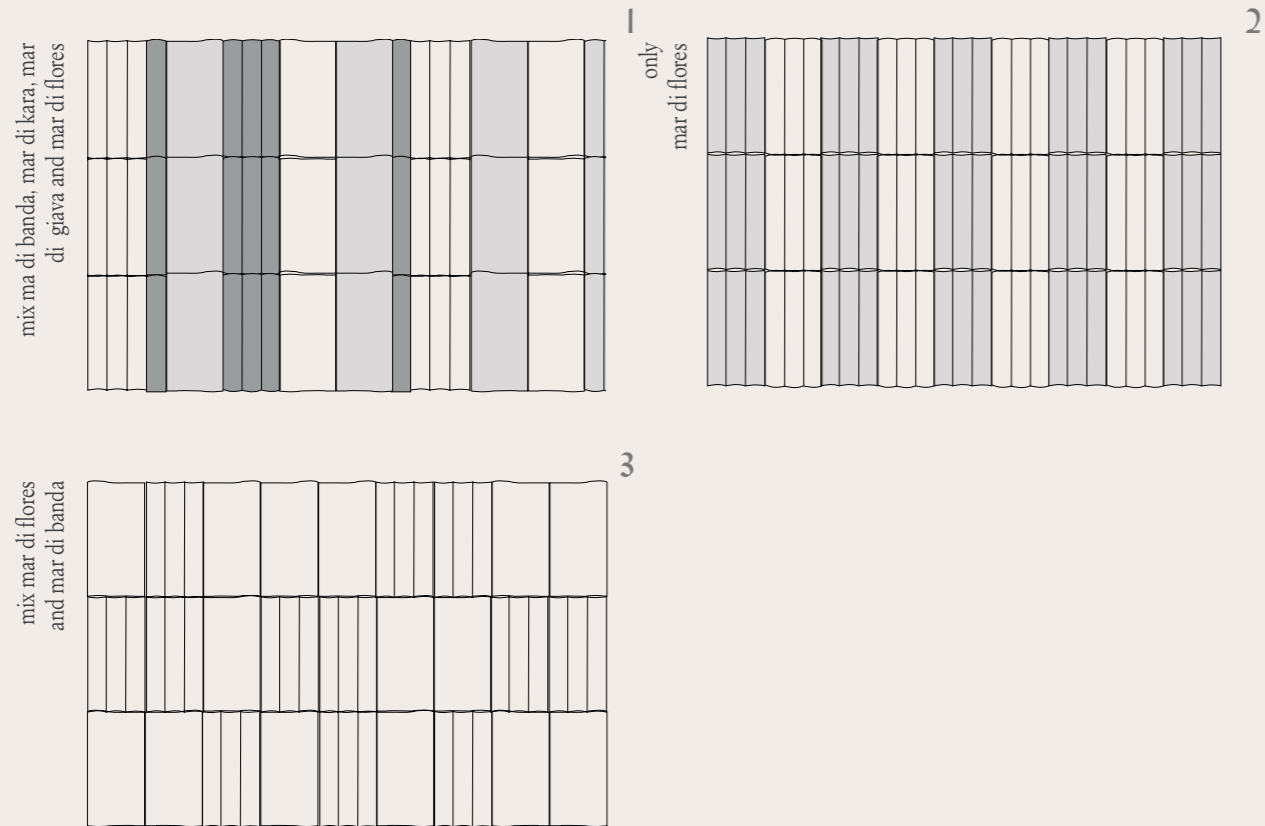 1
mix ma di banda, mar di kara, mar
di giava and mar di flores
2
only
mar di flores
3
mix mar di flores
and mar di banda